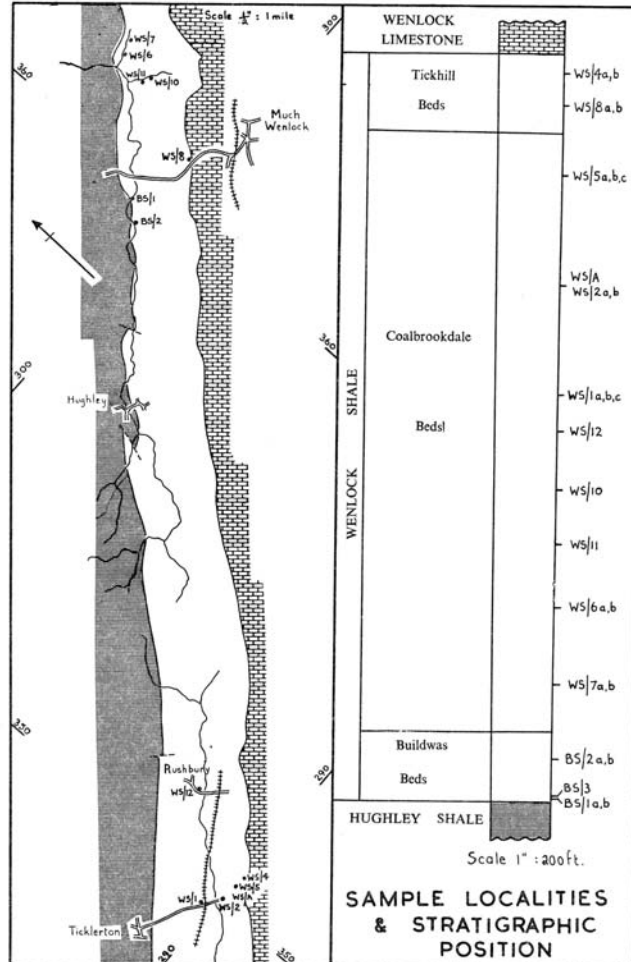 Scale ¼" : 1 mile
300
WS/7
WS/6
360
WS/11
WS/10
Much
Wenlock
WS/8
BS/1
BS/2
300
360
Hughley
350
290
Rushbury
WS/12
WS/4
WS/5
WS/A
WS/1
WS/2
Ticklerton
290
350
WENLOCK
LIMESTONE
Tickhill
Beds
WS/4a,b
WS/8a,b
WS/5a,b,c
WS/A
WS/2a,b
Coalbrookdale
Beds
WENLOCK SHALE
WS/1a,b,c
WS/12
WS/10
WS/11
WS/6a,b
WS/7a,b
Buildwas
Beds
BS/2a,b
BS/3
BS/1a,b
HUGHLEY SHALE
Scale 1" : 200ft.
SAMPLE LOCALITIES
& STRATIGRAPHIC
POSITION